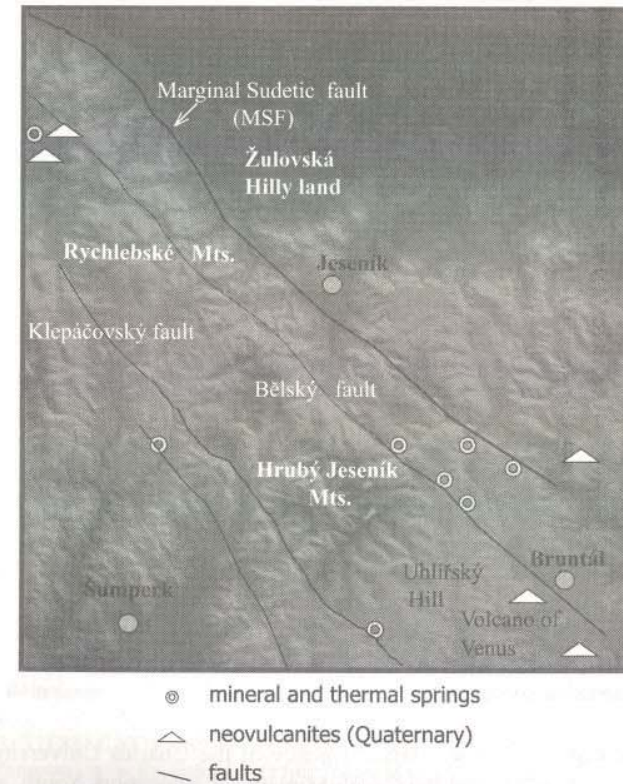 Marginal Sudetic fault
(MSF)
Žulovská
Hilly land
Rychlebské Mts.
Jeseník
Klepáčovský fault
Bělský fault
Hrubý Jeseník
Mts.
Uhlířský
Hill
Bruntál
Šumperk
Volcano of
Venus
mineral and thermal springs
neovulcanites (Quaternary)
faults